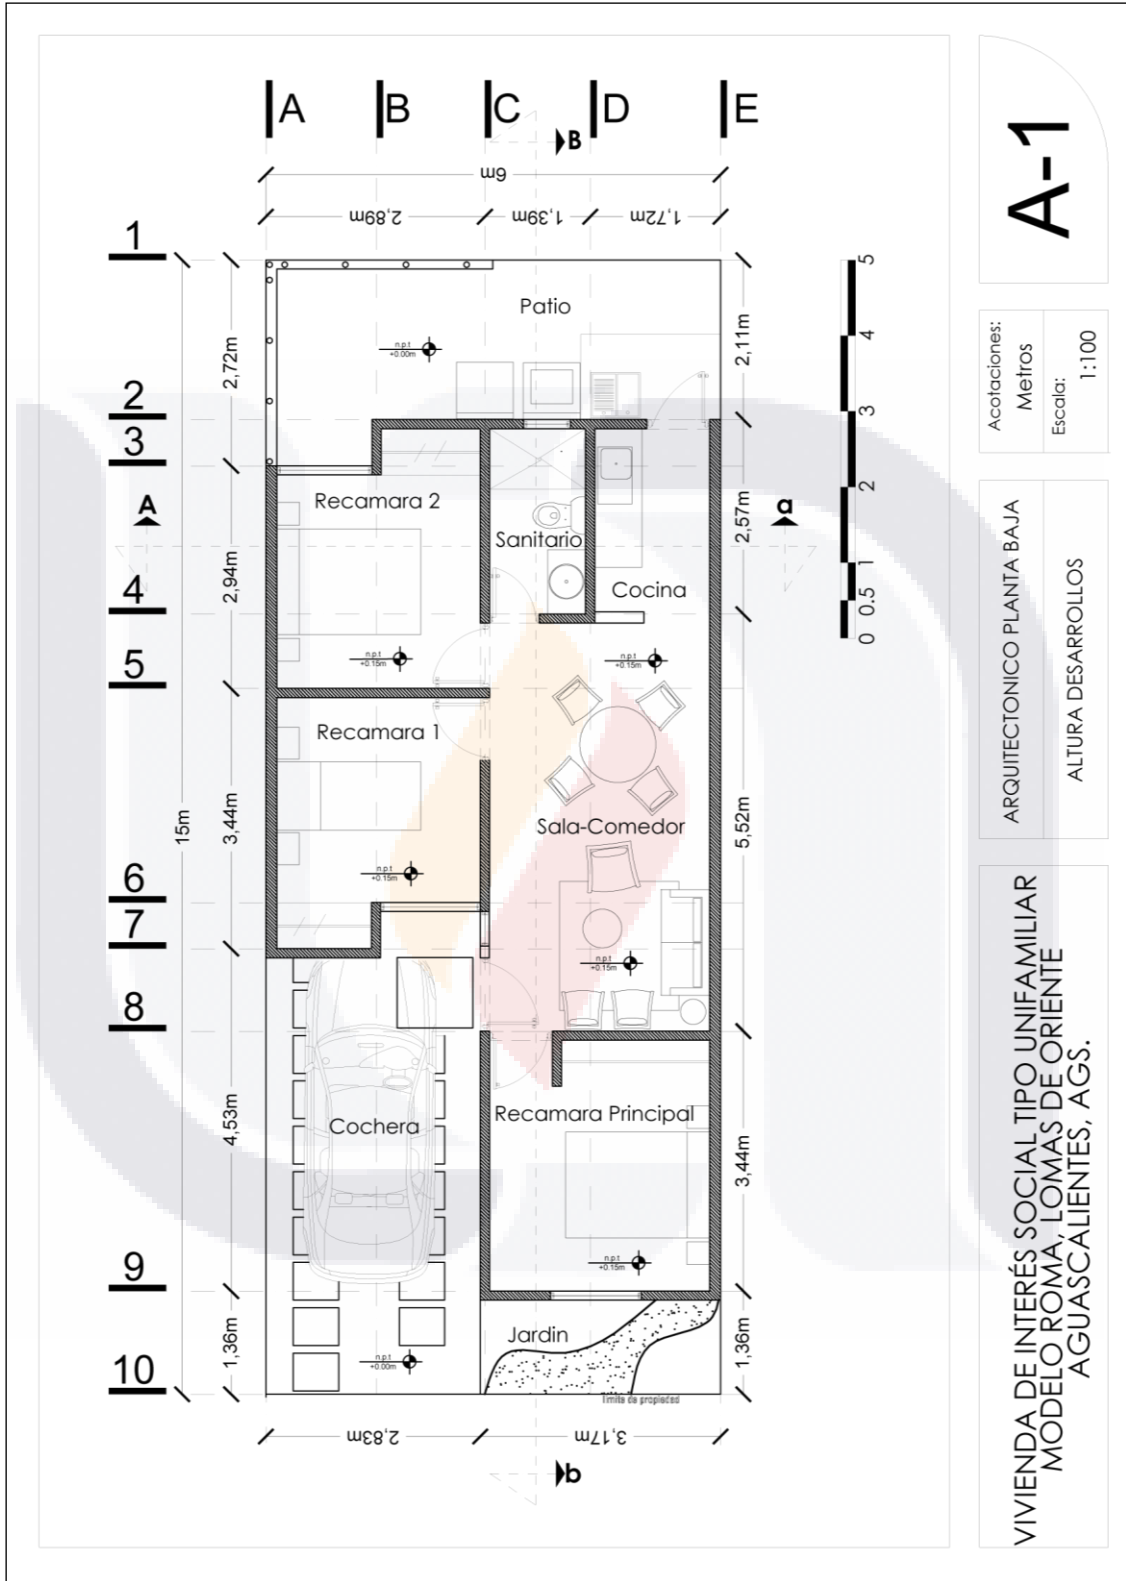 A
B
C
D
E
B
6m
2,89m
1,39m
1,72m
1
2
3
4
5
6
7
8
9
10
15m
2,72m
2,94m
3,44m
4,53m
1,36m
2,11m
2,57m
5,52m
3,44m
1,36m
A
a
Patio
n.p.t
+0.00m
Recamara 2
Sanitario
Cocina
n.p.t
+0.15m
n.p.t
+0.15m
Recamara 1
Sala-Comedor
n.p.t
+0.15m
n.p.t
+0.15m
Cochera
Recamara Principal
n.p.t
+0.15m
Jardin
n.p.t
+0.00m
limite de propiedad
2,83m
3,17m
b
0 0.5 1 2 3 4 5
A-1
Acotaciones:
Metros
Escala:
1:100
ARQUITECTONICO PLANTA BAJA
ALTURA DESARROLLOS
VIVIENDA DE INTERÉS SOCIAL TIPO UNIFAMILIAR
MODELO ROMA, LOMAS DE ORIENTE
AGUASCALIENTES, AGS.